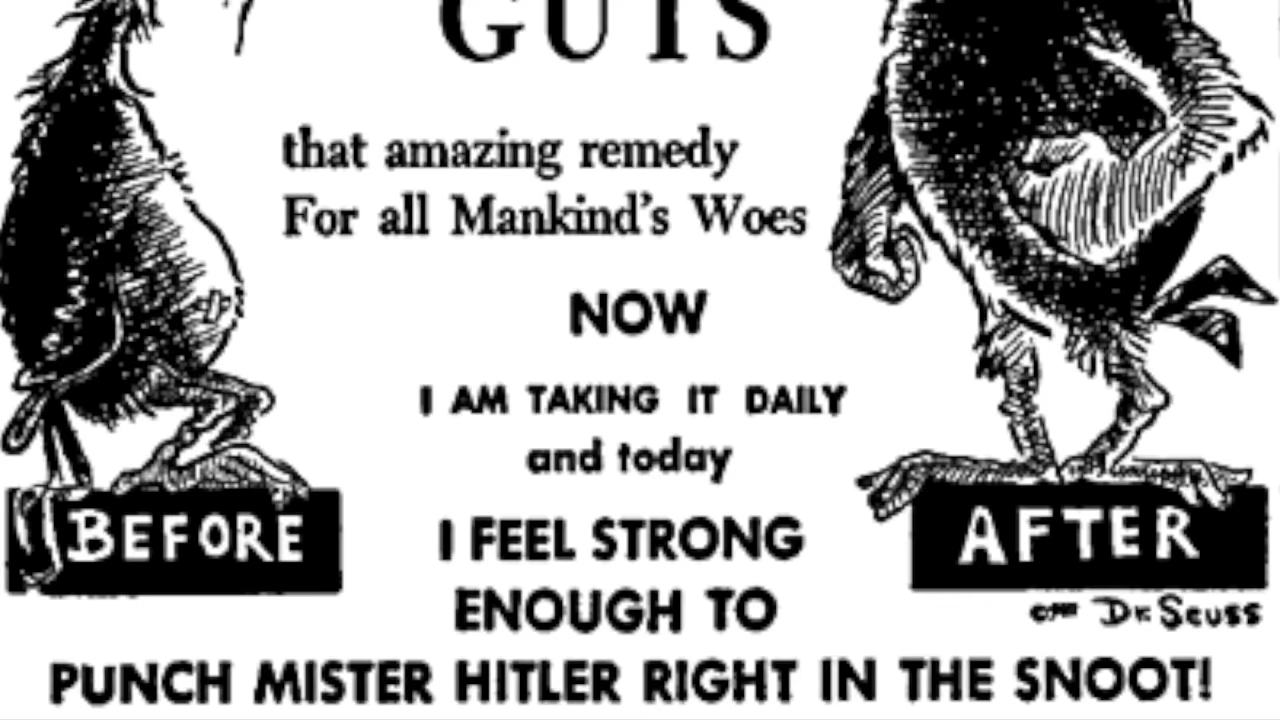 GUTS
that amazing remedy
For all Mankind's Woes
NOW
I AM TAKING IT DAILY
and today
BEFORE
AFTER
I FEEL STRONG
ENOUGH TO
Dr. Seuss
PUNCH MISTER HITLER RIGHT IN THE SNOOT!